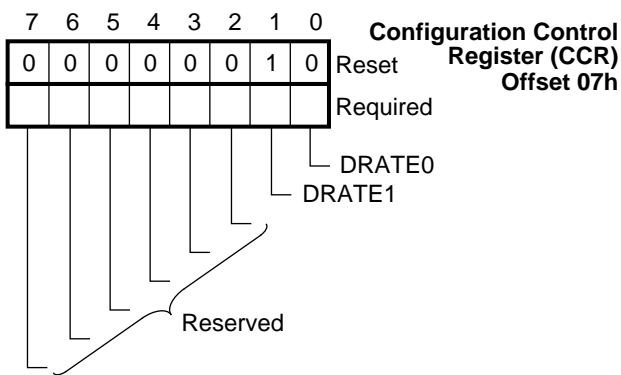 7 6 5 4 3 2 1 0
Configuration Control
Register (CCR)
Offset 07h
0 0 0 0 0 0 1 0 Reset
Required
DRATE0
DRATE1
Reserved